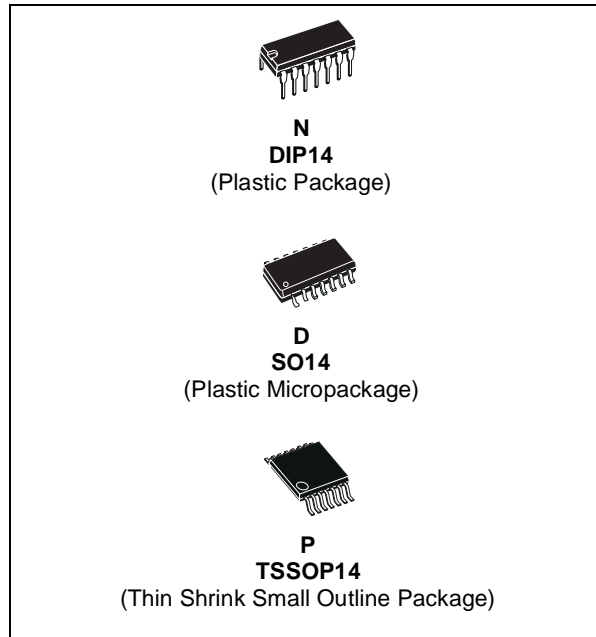 N
DIP14
(Plastic Package)
D
SO14
(Plastic Micropackage)
P
TSSOP14
(Thin Shrink Small Outline Package)